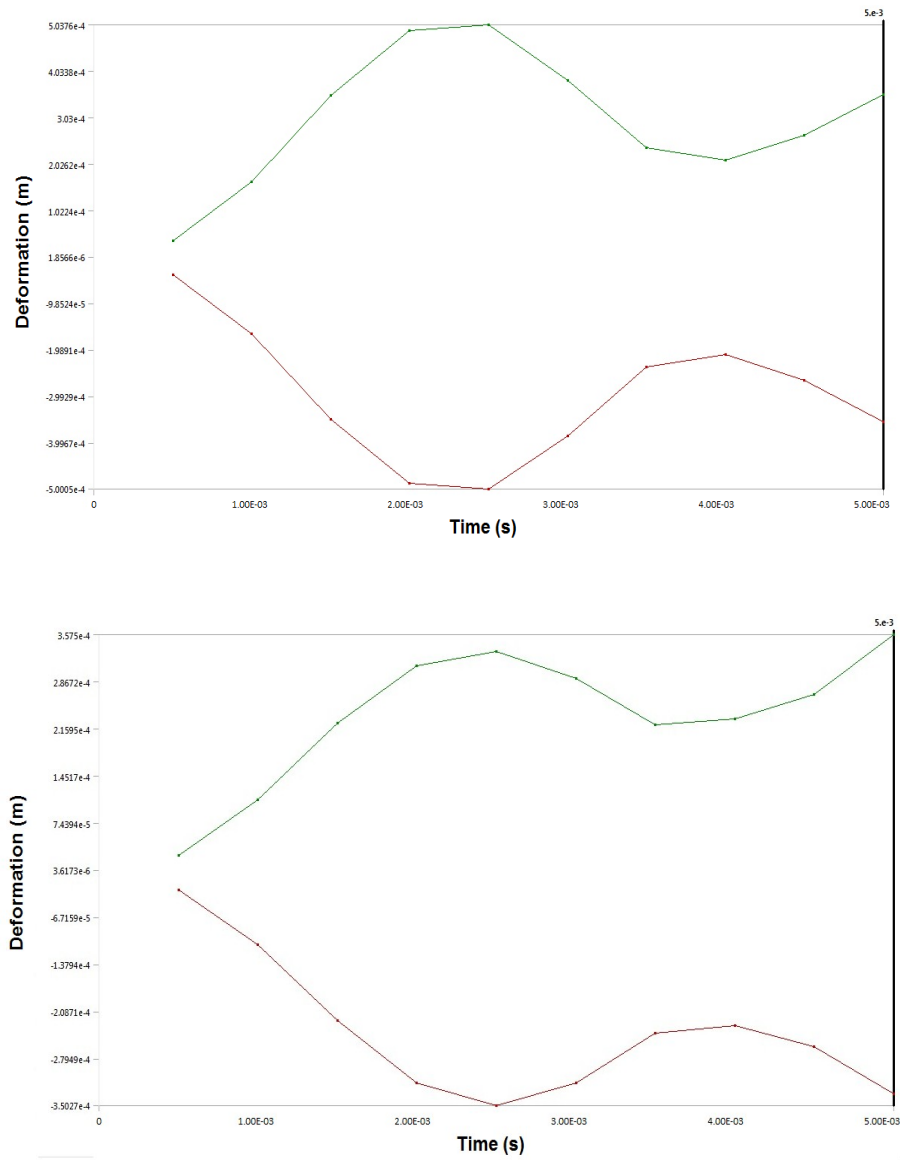 5.e-3
5.0376e-4
4.0338e-4
3.03e-4
2.0262e-4
1.0224e-4
1.8566e-6
-9.8524e-5
-1.9891e-4
-2.9929e-4
-3.9967e-4
-5.0005e-4
Deformation (m)
0 1.00E-03 2.00E-03 3.00E-03 4.00E-03 5.00E-03
Time (s)
5.e-3
3.575e-4
2.8672e-4
2.1595e-4
1.4517e-4
7.4394e-5
3.6173e-6
-6.7159e-5
-1.3794e-4
-2.0871e-4
-2.7949e-4
-3.5027e-4
Deformation (m)
0 1.00E-03 2.00E-03 3.00E-03 4.00E-03 5.00E-03
Time (s)